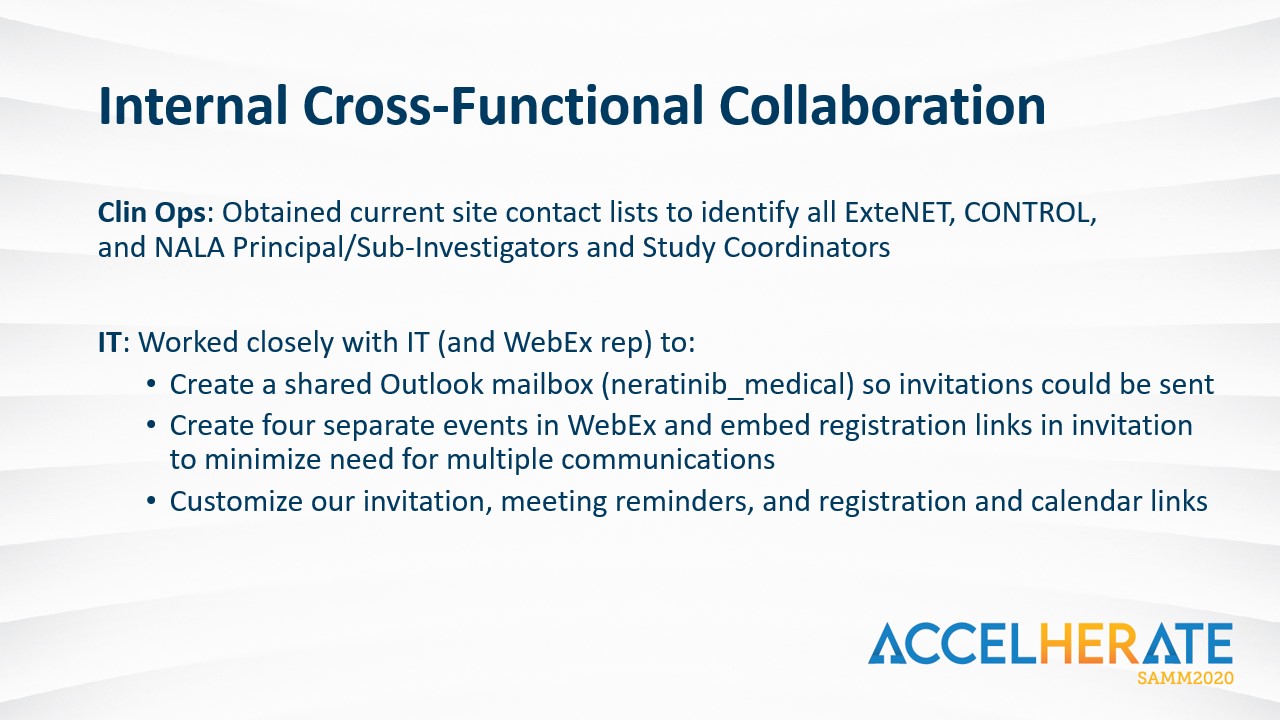 Internal Cross-Functional Collaboration
Clin Ops: Obtained current site contact lists to identify all ExteNET, CONTROL,
and NALA Principal/Sub-Investigators and Study Coordinators
IT: Worked closely with IT (and WebEx rep) to:
• Create a shared Outlook mailbox (neratinib_medical) so invitations could be sent
• Create four separate events in WebEx and embed registration links in invitation
to minimize need for multiple communications
• Customize our invitation, meeting reminders, and registration and calendar links
ACCELHERATE
SAMM2020